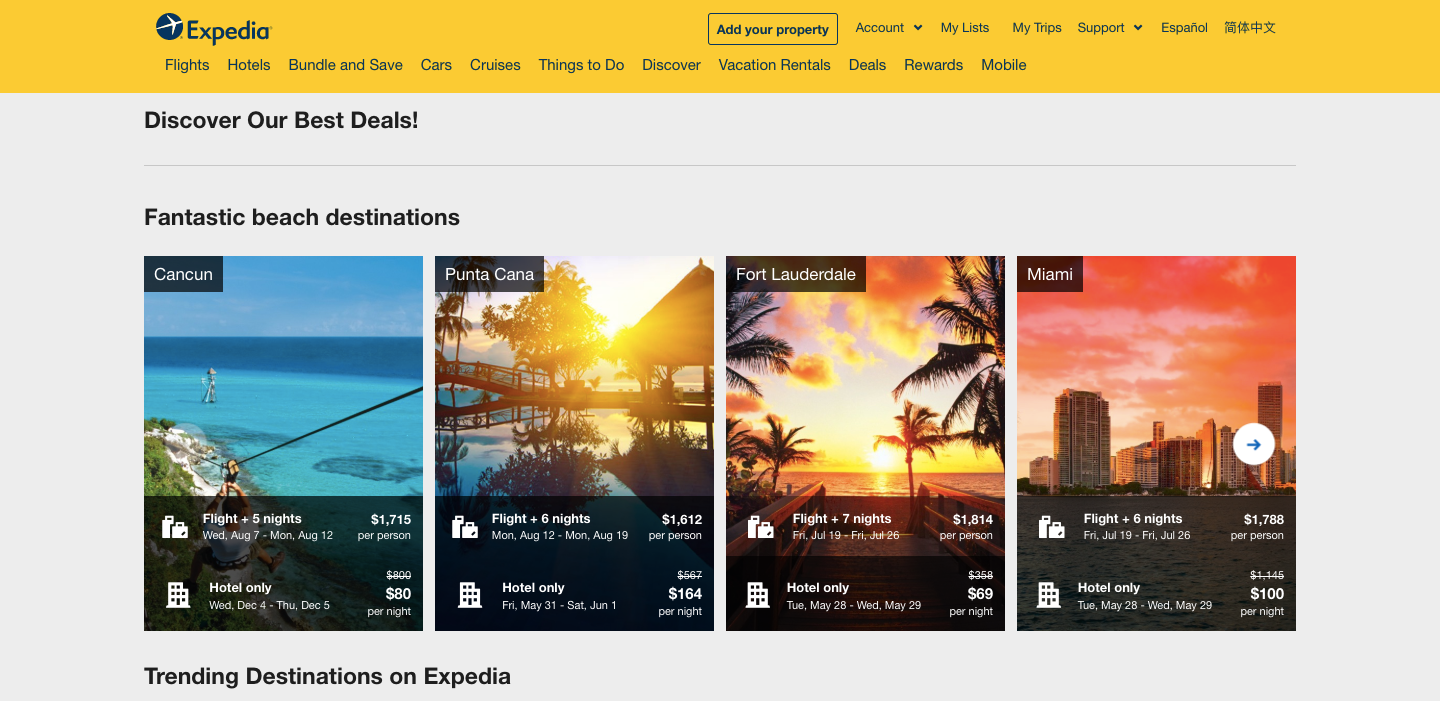 Expedia
Add your property
Account
My Lists
My Trips
Support
Español
简体中文
Flights
Hotels
Bundle and Save
Cars
Cruises
Things to Do
Discover
Vacation Rentals
Deals
Rewards
Mobile
Discover Our Best Deals!
Fantastic beach destinations
Cancun
Flight + 5 nights
Wed, Aug 7 - Mon, Aug 12
$1,715
per person
Hotel only
Wed, Dec 4 - Thu, Dec 5
$800
$80
per night
Punta Cana
Flight + 6 nights
Mon, Aug 12 - Mon, Aug 19
$1,612
per person
Hotel only
Fri, May 31 - Sat, Jun 1
$567
$164
per night
Fort Lauderdale
Flight + 7 nights
Fri, Jul 19 - Fri, Jul 26
$1,814
per person
Hotel only
Tue, May 28 - Wed, May 29
$358
$69
per night
Miami
Flight + 6 nights
Fri, Jul 19 - Fri, Jul 26
$1,788
per person
Hotel only
Tue, May 28 - Wed, May 29
$1,145
$100
per night
Trending Destinations on Expedia